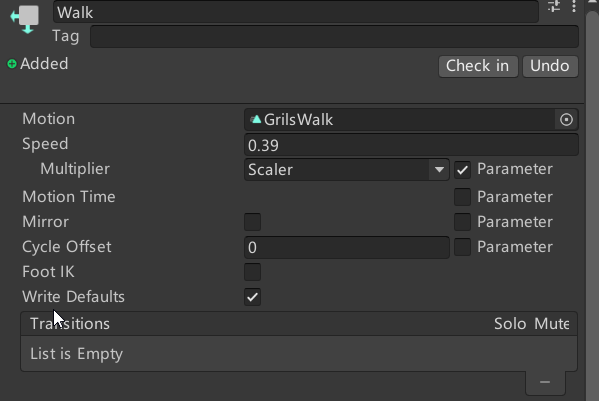 Walk
Tag
Added Check in Undo
Motion GrilsWalk
Speed 0.39
Multiplier Scaler Parameter
Motion Time Parameter
Mirror Parameter
Cycle Offset 0 Parameter
Foot IK
Write Defaults
Transitions Solo Mute
List is Empty